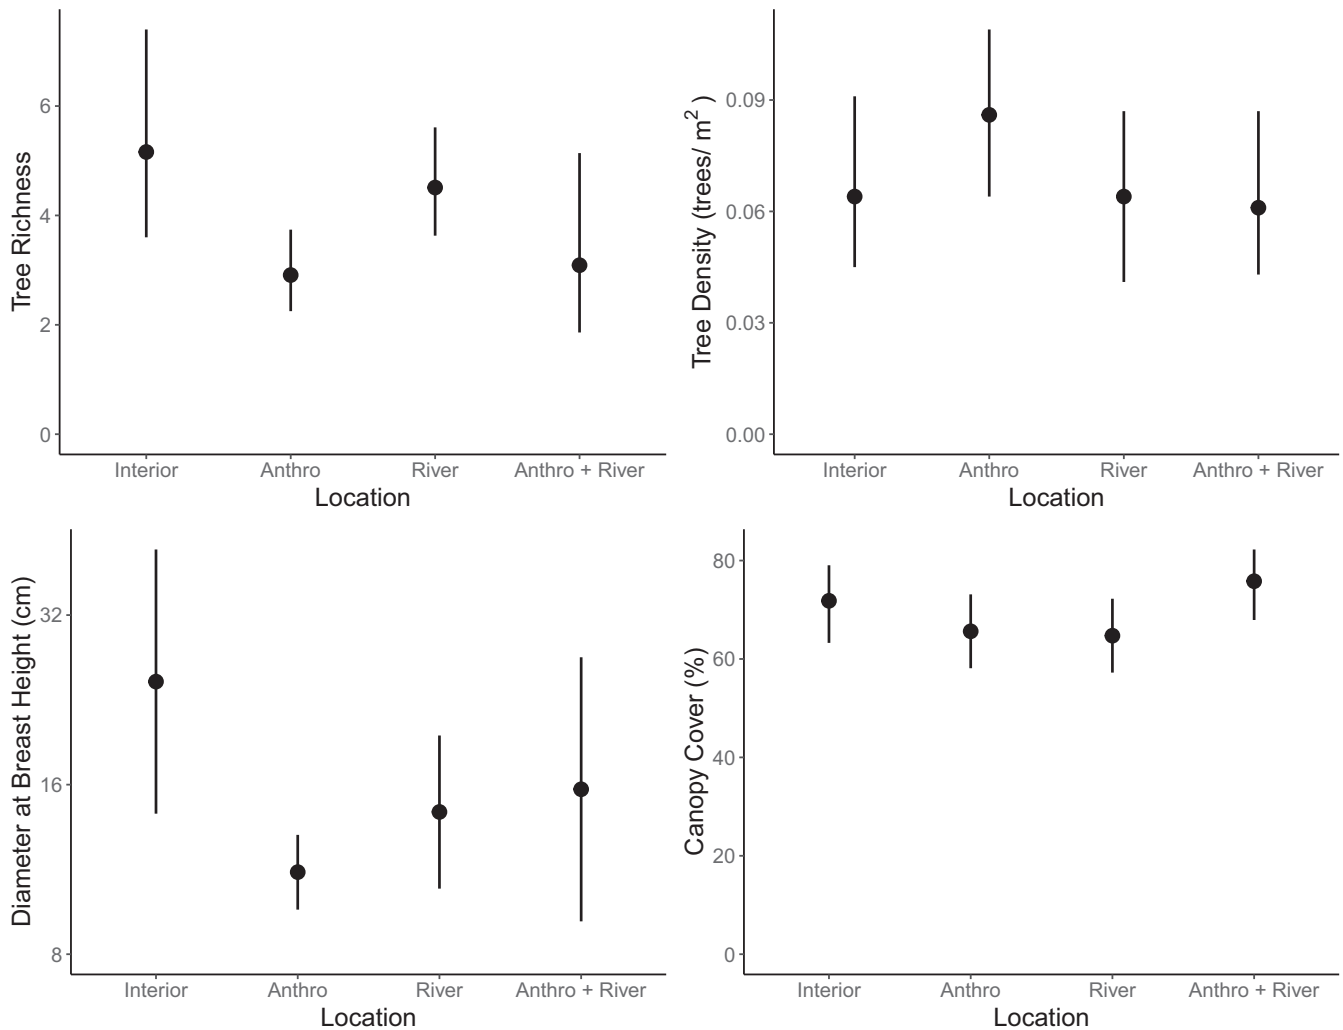 Tree Richness
6
4
2
0
Interior Anthro River Anthro + River
Location
Tree Density (trees/ m2 )
0.09
0.06
0.03
0.00
Interior Anthro River Anthro + River
Location
Diameter at Breast Height (cm)
32
16
8
Interior Anthro River Anthro + River
Location
Canopy Cover (%)
80
60
40
20
0
Interior Anthro River Anthro + River
Location